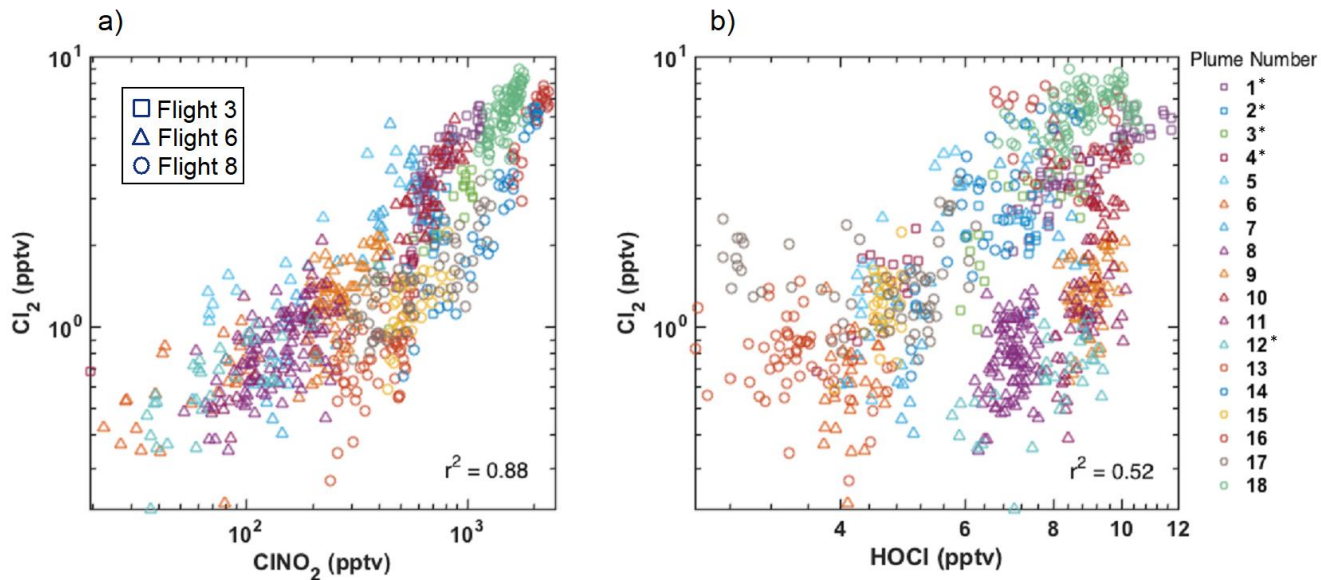 a)
10¹
Flight 3
Flight 6
Flight 8
10⁰
Cl₂ (pptv)
r² = 0.88
10²
10³
ClNO₂ (pptv)
b)
10¹
10⁰
Cl₂ (pptv)
r² = 0.52
4
6
8
10
12
HOCl (pptv)
Plume Number
1*
2*
3*
4*
5
6
7
8
9
10
11
12*
13
14
15
16
17
18